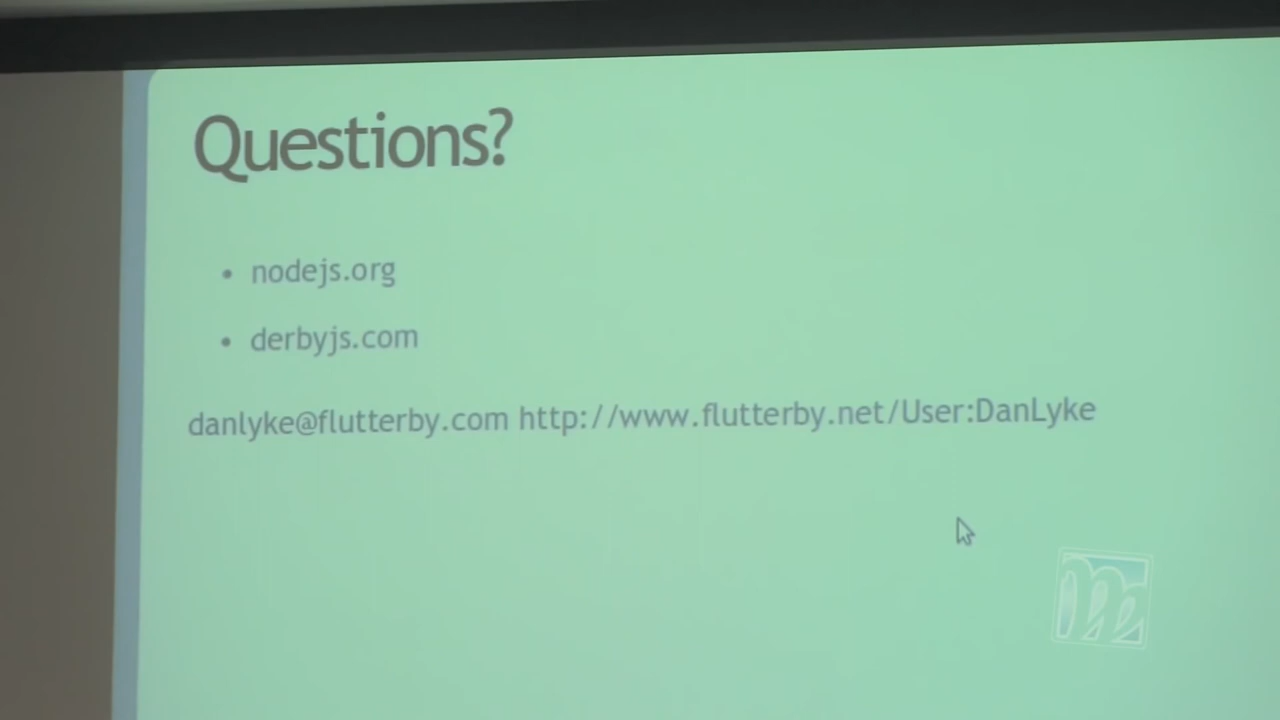 Questions?
• nodejs.org
• derbyjs.com
danlyke@flutterby.com http://www.flutterby.net/User:DanLyke